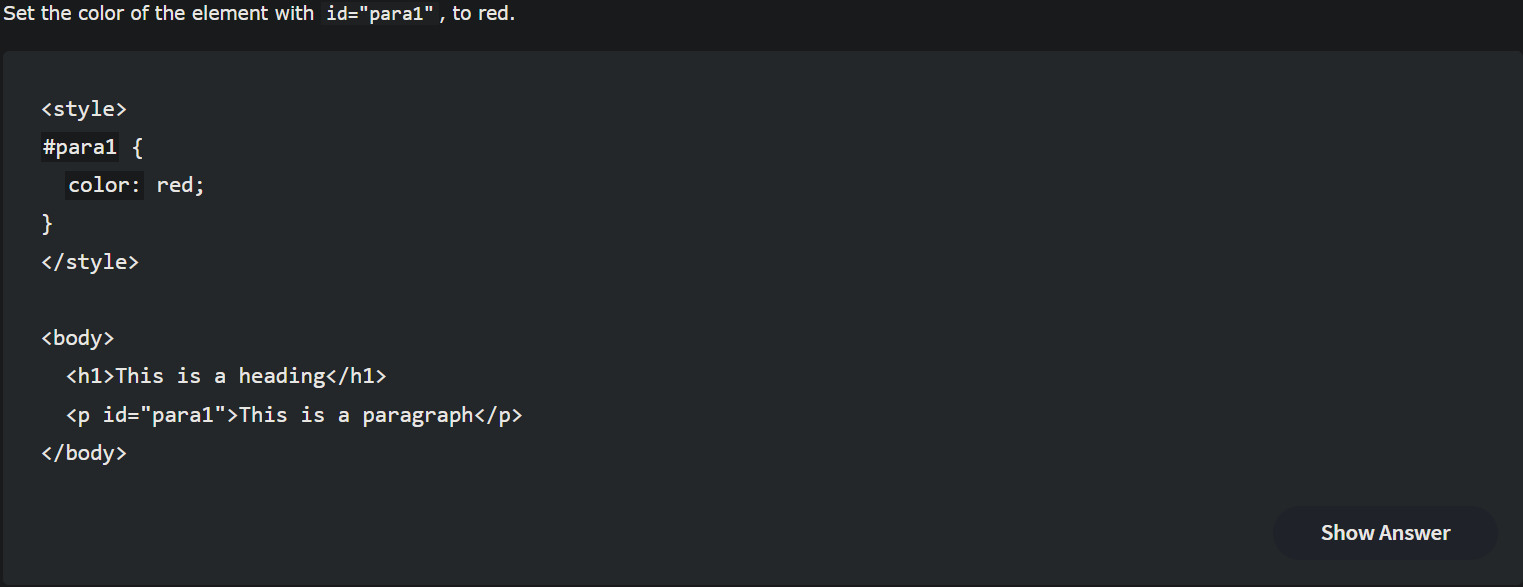 Set the color of the element with id="para1", to red.
<style>
#para1 {
  color: red;
}
</style>
<body>
  <h1>This is a heading</h1>
  <p id="para1">This is a paragraph</p>
</body>
Show Answer